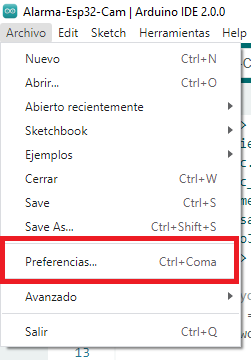 Alarma-Esp32-Cam | Arduino IDE 2.0.0
Archivo Edit Sketch Herramientas Help
Nuevo Ctrl+N
Abrir... Ctrl+O
Abierto recientemente
Sketchbook
Ejemplos
Cerrar Ctrl+W
Save Ctrl+S
Save As... Ctrl+Shift+S
Preferencias... Ctrl+Coma
Avanzado
Salir Ctrl+Q
13